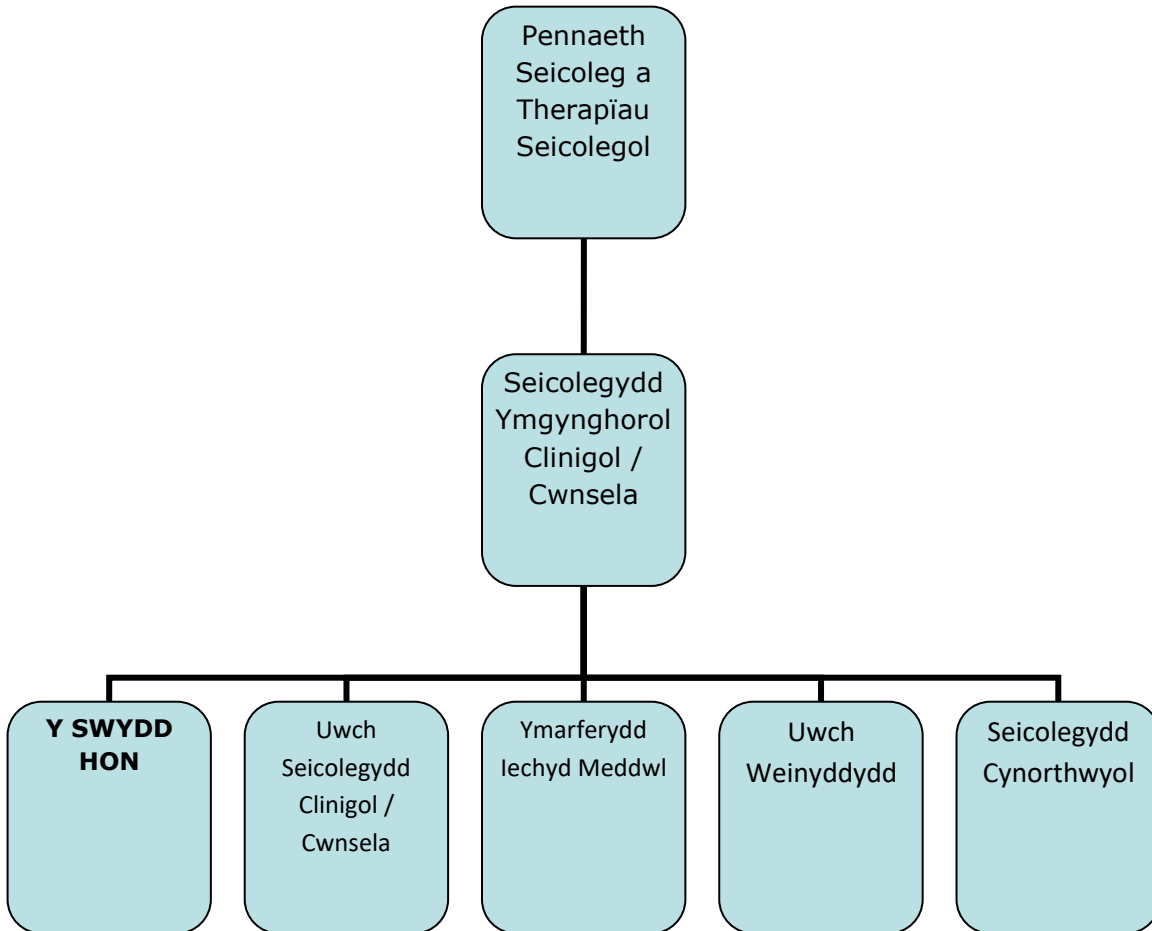 Pennaeth
Seicoleg a
Therapïau
Seicolegol
Seicolegydd
Ymgynghorol
Clinigol /
Cwnsela
Y SWYDD
HON
Uwch
Seicolegydd
Clinigol /
Cwnsela
Ymarferydd
Iechyd Meddwl
Uwch
Weinyddydd
Seicolegydd
Cynorthwyol